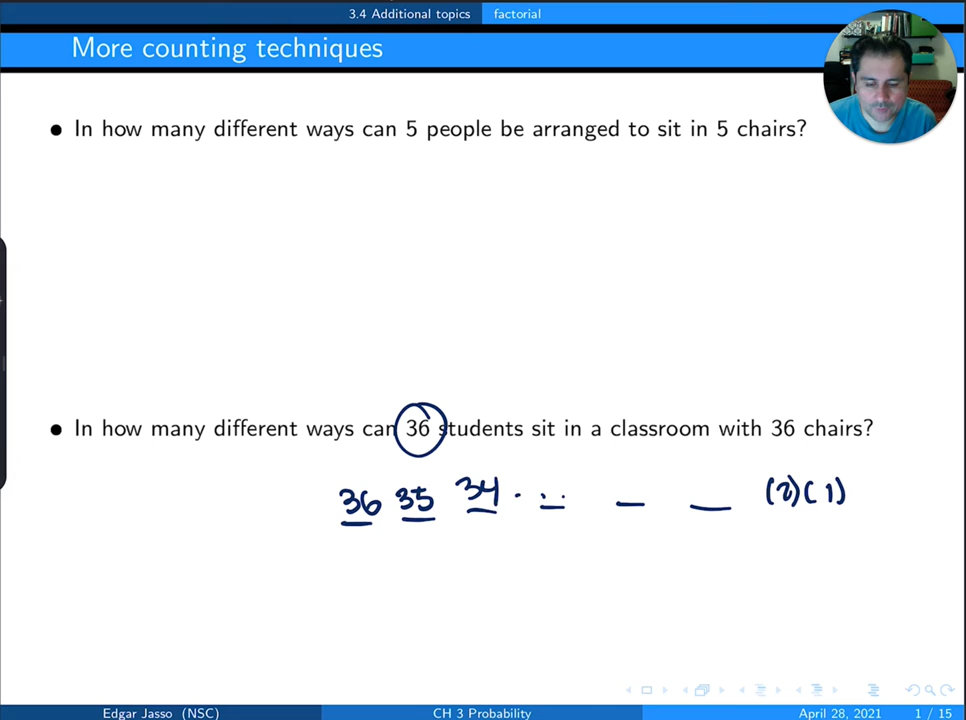 3.4 Additional topics factorial
More counting techniques
• In how many different ways can 5 people be arranged to sit in 5 chairs?
• In how many different ways can 36 students sit in a classroom with 36 chairs?
36 35 34 . . . _ _ (2)(1)
Edgar Jasso (NSC) CH 3 Probability April 28, 2021 1 / 15